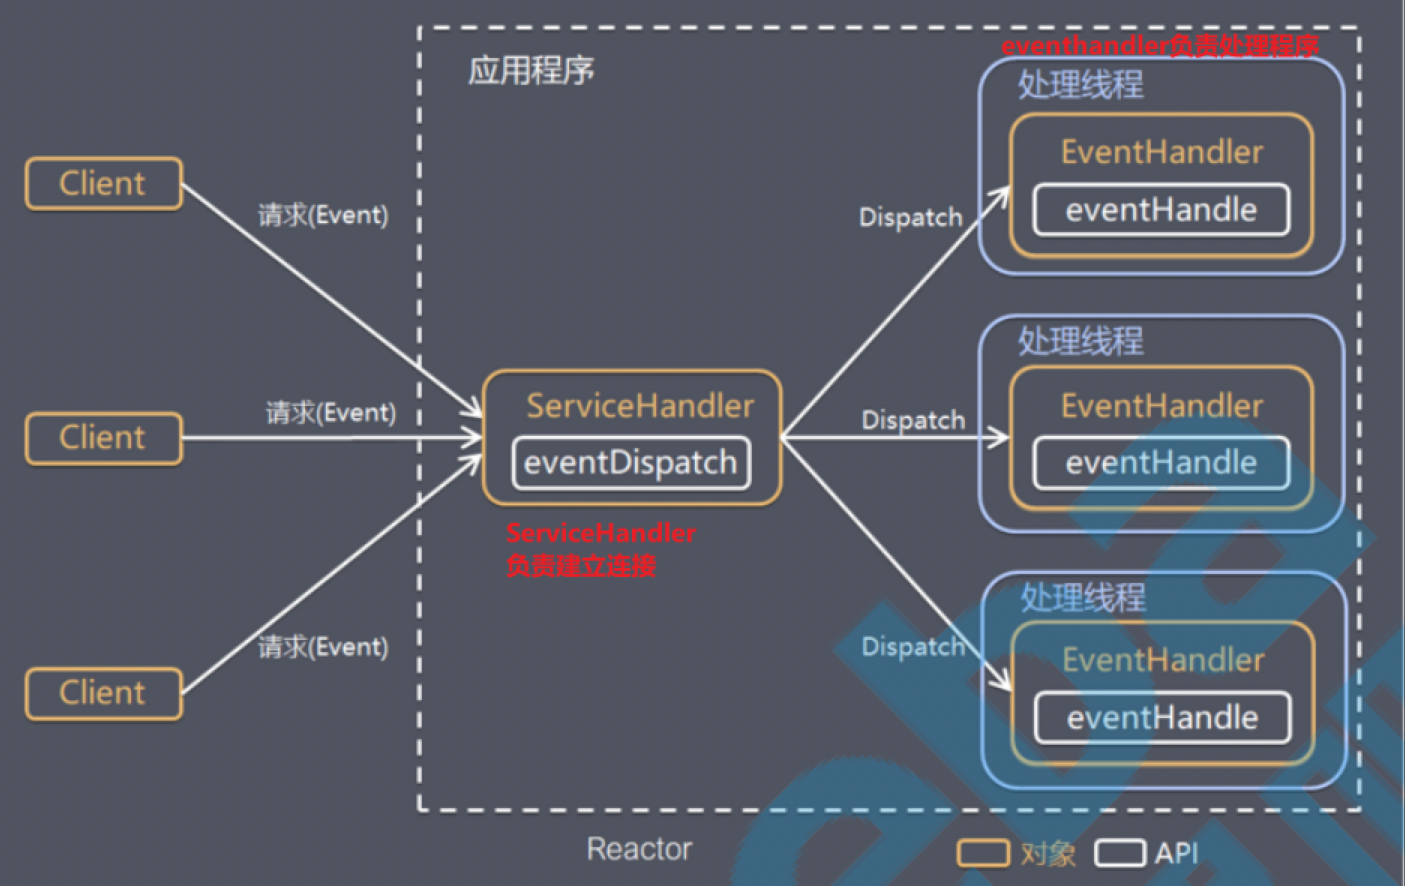 eventhandler负责处理程序
应用程序
处理线程
EventHandler
eventHandle
Client
请求(Event)
Dispatch
处理线程
EventHandler
eventHandle
Client
请求(Event)
Dispatch
ServiceHandler
eventDispatch
ServiceHandler
负责建立连接
处理线程
EventHandler
eventHandle
Client
请求(Event)
Dispatch
Reactor
对象
API